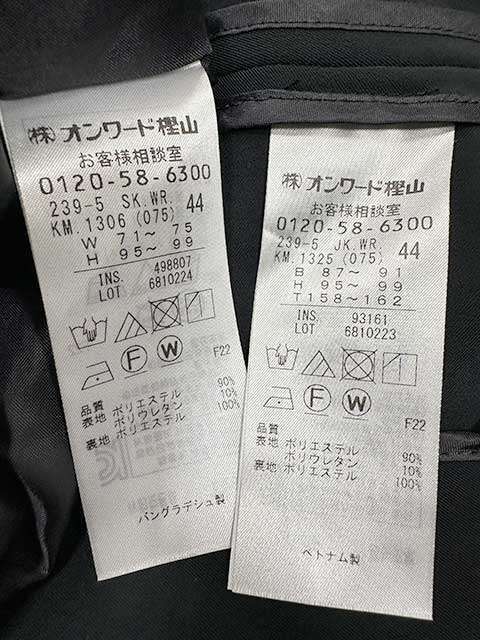 (株)オンワード樫山
お客様相談室
0120-58-6300
239-5 SK.WR. 44
KM.1306 (075)
W 71～ 75
H 95～ 99
INS. 498807
LOT 6810224
F W F22
品質
表地 ポリエステル 90%
ポリウレタン 10%
裏地 ポリエステル 100%
バングラデシュ製
(株)オンワード樫山
お客様相談室
0120-58-6300
239-5 JK.WR. 44
KM.1325 (075)
B 87～ 91
H 95～ 99
T158～162
INS. 93161
LOT 6810223
F W F22
品質
表地 ポリエステル 90%
ポリウレタン 10%
裏地 ポリエステル 100%
ベトナム製